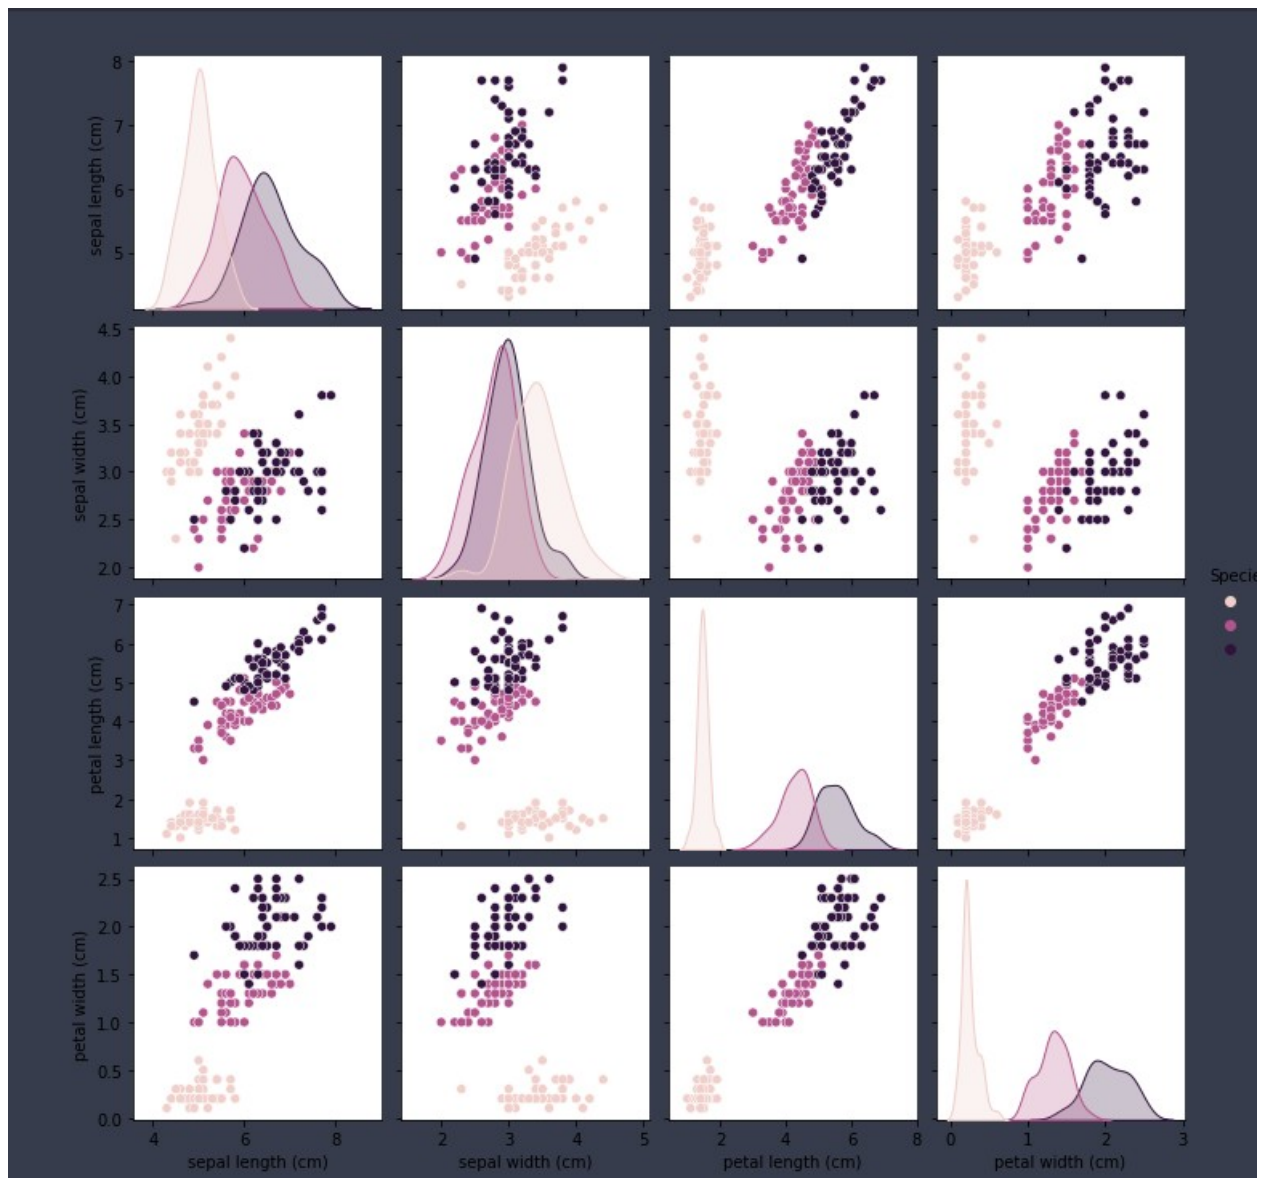 8
7
6
5
sepal length (cm)
4.5
4.0
3.5
3.0
2.5
2.0
sepal width (cm)
Specie
7
6
5
4
3
2
1
petal length (cm)
2.5
2.0
1.5
1.0
0.5
0.0
petal width (cm)
4 6 8
2 3 4 5
2 4 6 8
0 1 2 3
sepal length (cm)
sepal width (cm)
petal length (cm)
petal width (cm)